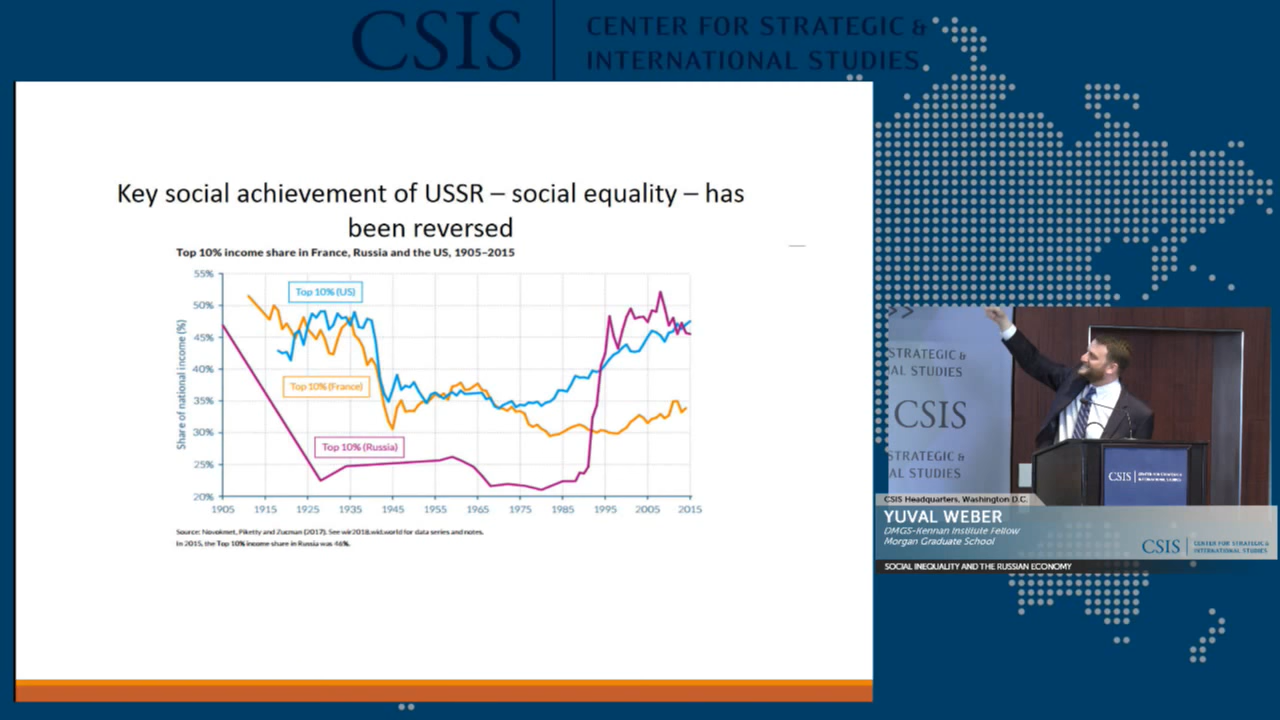 CSIS
CENTER FOR STRATEGIC &
INTERNATIONAL STUDIES
Key social achievement of USSR – social equality – has
been reversed
Top 10% income share in France, Russia and the US, 1905–2015
Share of national income (%)
55%
50%
45%
40%
35%
30%
25%
20%
Top 10% (US)
Top 10% (France)
Top 10% (Russia)
1905 1915 1925 1935 1945 1955 1965 1975 1985 1995 2005 2015
Source: Novokmet, Piketty and Zucman (2017). See wir2018.wid.world for data series and notes.
In 2015, the Top 10% income share in Russia was 46%.
>>
STRATEGIC &
AL STUDIES
CSIS
STRATEGIC &
AL STUDIES
CSIS
CENTER FOR STRATEGIC &
INTERNATIONAL STUDIES
CSIS Headquarters, Washington D.C.
YUVAL WEBER
DMGS-Kennan Institute Fellow
Morgan Graduate School
CSIS
CENTER FOR STRATEGIC &
INTERNATIONAL STUDIES
SOCIAL INEQUALITY AND THE RUSSIAN ECONOMY